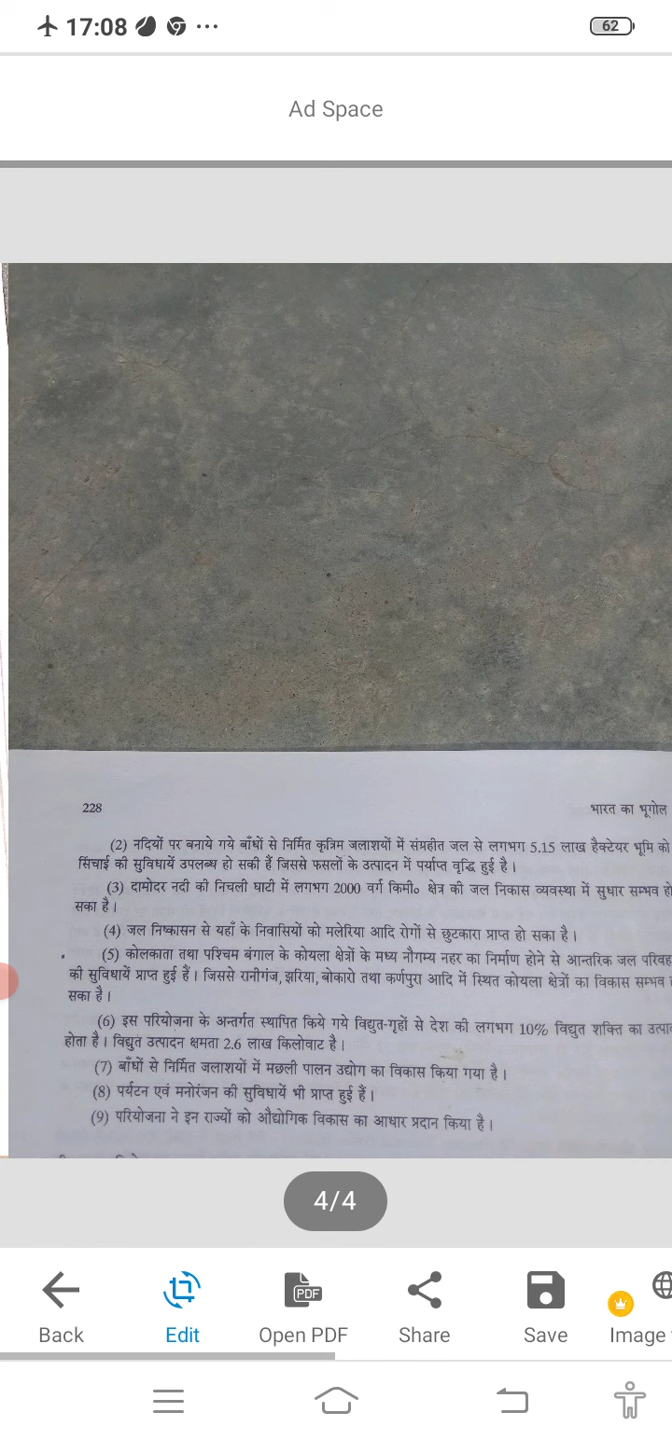 17:08 ...
62
Ad Space
228 भारत का भूगोल
(2) नदियों पर बनाये गये बाँधों से निर्मित कृत्रिम जलाशयों में संग्रहीत जल से लगभग 5.15 लाख हैक्टेयर भूमि को
सिंचाई की सुविधायें उपलब्ध हो सकी हैं जिससे फसलों के उत्पादन में पर्याप्त वृद्धि हुई है।
(3) दामोदर नदी की निचली घाटी में लगभग 2000 वर्ग किमी० क्षेत्र की जल निकास व्यवस्था में सुधार सम्भव हो
सका है।
(4) जल निष्कासन से यहाँ के निवासियों को मलेरिया आदि रोगों से छुटकारा प्राप्त हो सका है।
(5) कोलकाता तथा पश्चिम बंगाल के कोयला क्षेत्रों के मध्य नौगम्य नहर का निर्माण होने से आन्तरिक जल परिवह
की सुविधायें प्राप्त हुई हैं। जिससे रानीगंज, झरिया, बोकारो तथा कर्णपुरा आदि में स्थित कोयला क्षेत्रों का विकास सम्भव
सका है।
(6) इस परियोजना के अन्तर्गत स्थापित किये गये विद्युत-गृहों से देश की लगभग 10% विद्युत शक्ति का उत्पा
होता है। विद्युत उत्पादन क्षमता 2.6 लाख किलोवाट है।
(7) बाँधों से निर्मित जलाशयों में मछली पालन उद्योग का विकास किया गया है।
(8) पर्यटन एवं मनोरंजन की सुविधायें भी प्राप्त हुई हैं।
(9) परियोजना ने इन राज्यों को औद्योगिक विकास का आधार प्रदान किया है।
4/4
PDF
Back Edit Open PDF Share Save Image